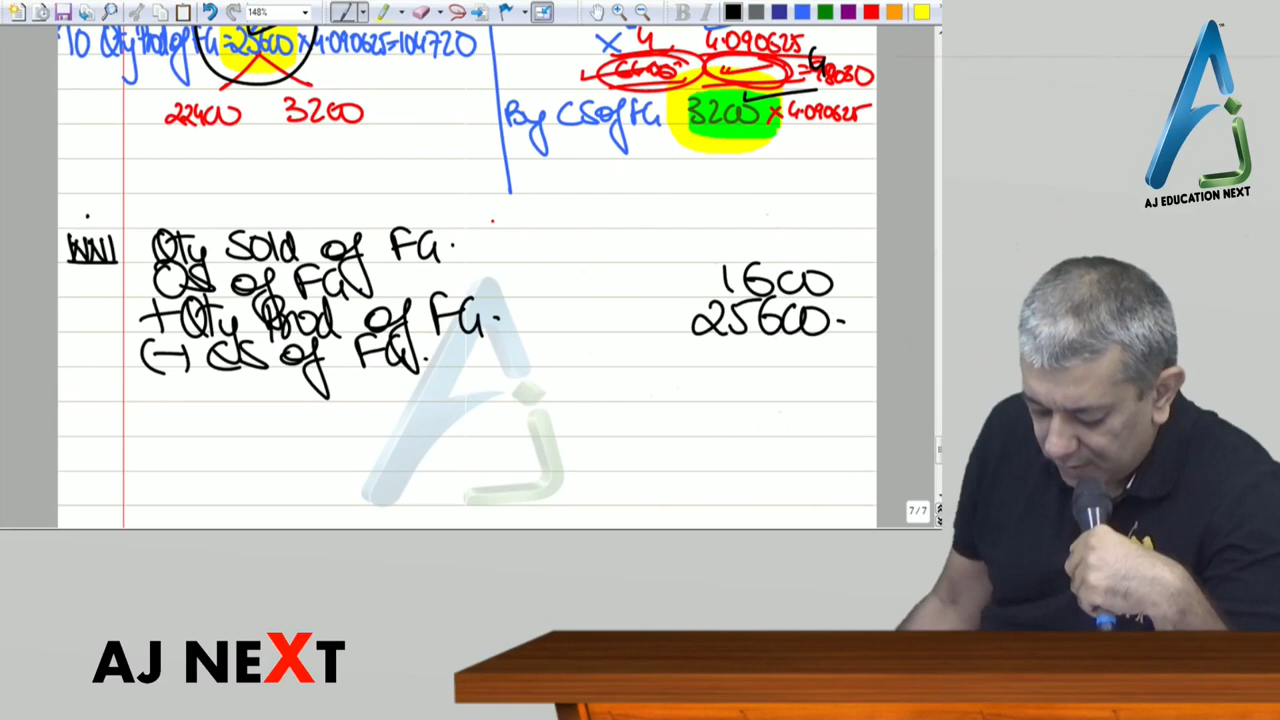 148%
To Qty Prod of FG = 25600 × 4.090625 = 104720
22400 3200
× 4 4.090625
By CS of FG 3200 × 4.090625
WN1 Qty Sold of FG.
OS of FG 1600
+ Qty Prod of FG. 25600.
(-) CS of FG.
7/7
AJ EDUCATION NEXT
AJ NEXT